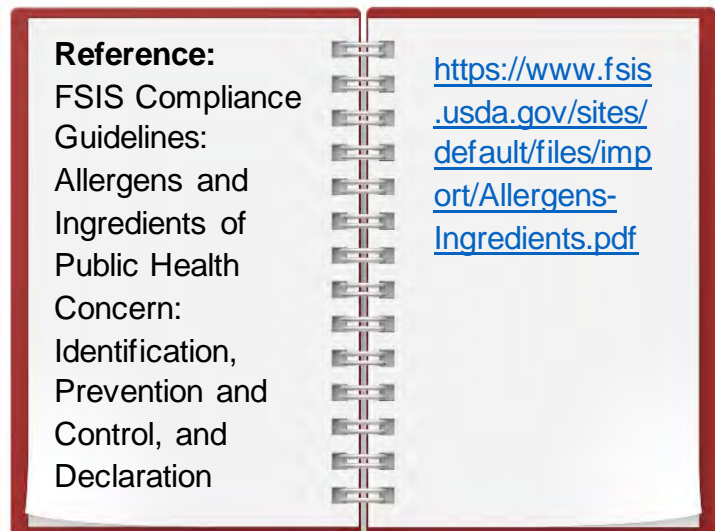 Reference:
FSIS Compliance
Guidelines:
Allergens and
Ingredients of
Public Health
Concern:
Identification,
Prevention and
Control, and
Declaration
https://www.fsis
.usda.gov/sites/
default/files/imp
ort/Allergens-
Ingredients.pdf